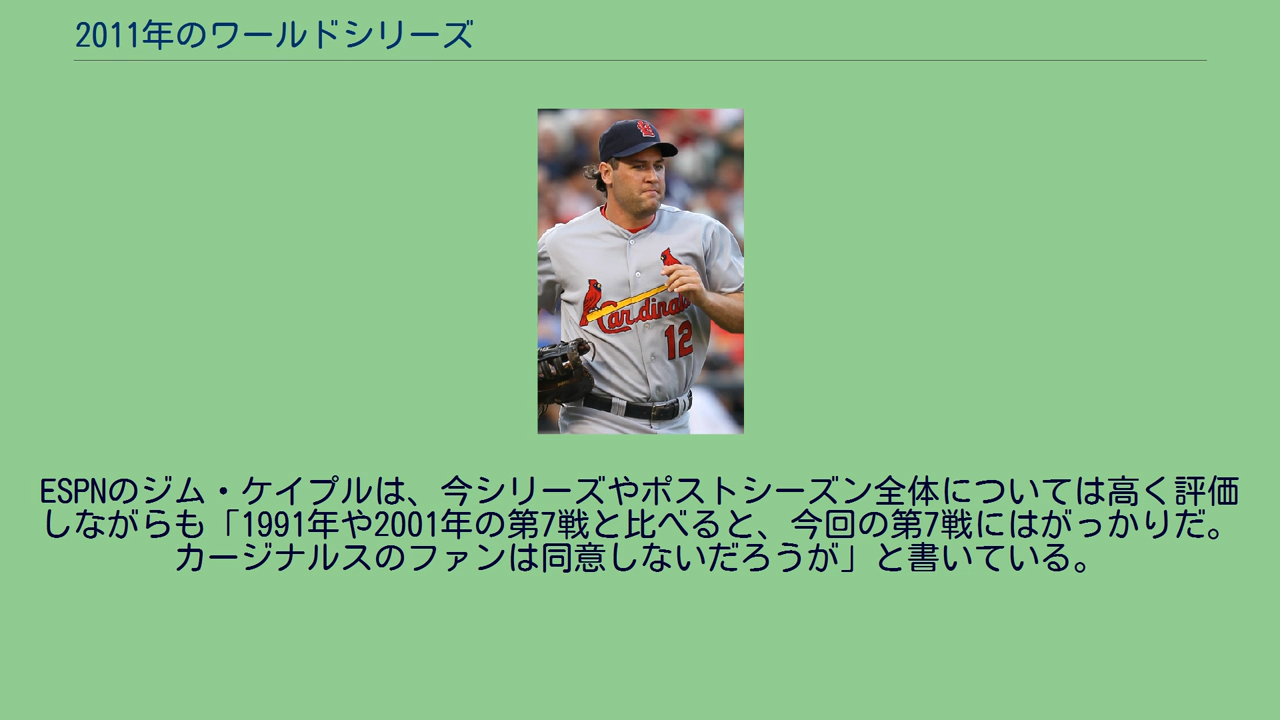 2011年のワールドシリーズ
Cardinals
12
ESPNのジム・ケイプルは、今シリーズやポストシーズン全体については高く評価
しながらも「1991年や2001年の第7戦と比べると、今回の第7戦にはがっかりだ。
カージナルスのファンは同意しないだろうが」と書いている。